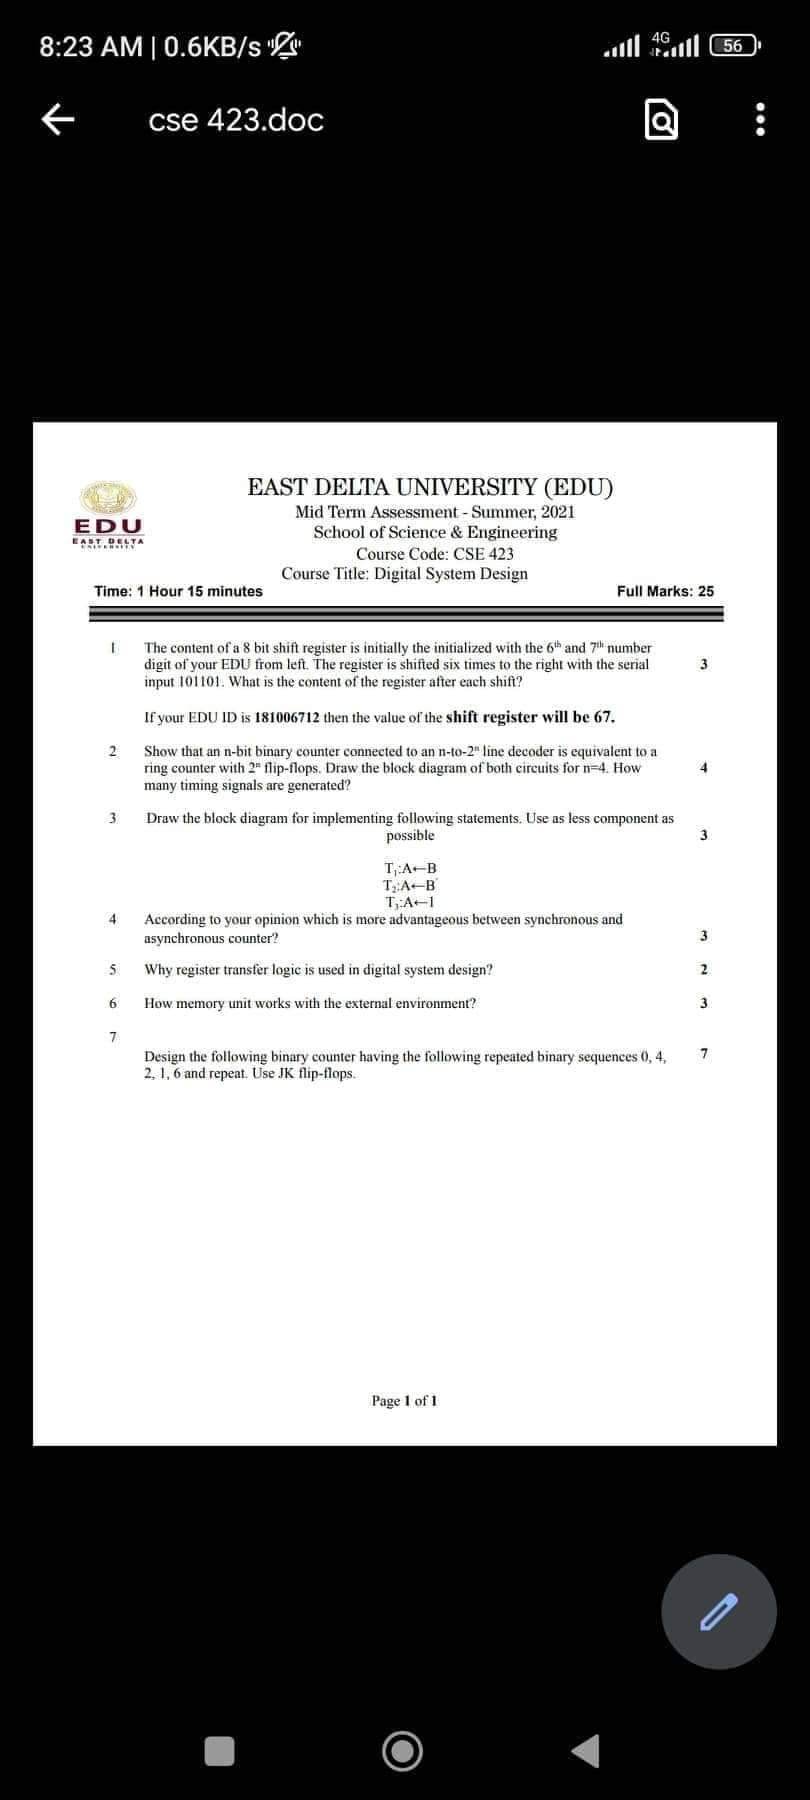 8:23 AM | 0.6KB/s
4G
56
cse 423.doc
EAST DELTA UNIVERSITY (EDU)
Mid Term Assessment - Summer, 2021
School of Science & Engineering
Course Code: CSE 423
Course Title: Digital System Design
EDU
EAST DELTA
UNIVERSITY
Time: 1 Hour 15 minutes
Full Marks: 25
1 The content of a 8 bit shift register is initially the initialized with the 6th and 7th number
digit of your EDU from left. The register is shifted six times to the right with the serial 3
input 101101. What is the content of the register after each shift?
If your EDU ID is 181006712 then the value of the shift register will be 67.
2 Show that an n-bit binary counter connected to an n-to-2ⁿ line decoder is equivalent to a
ring counter with 2ⁿ flip-flops. Draw the block diagram of both circuits for n=4. How 4
many timing signals are generated?
3 Draw the block diagram for implementing following statements. Use as less component as
possible 3
T₁:A←B
T₂:A←B'
T₃:A←1
4 According to your opinion which is more advantageous between synchronous and
asynchronous counter? 3
5 Why register transfer logic is used in digital system design? 2
6 How memory unit works with the external environment? 3
7
Design the following binary counter having the following repeated binary sequences 0, 4, 7
2, 1, 6 and repeat. Use JK flip-flops.
Page 1 of 1